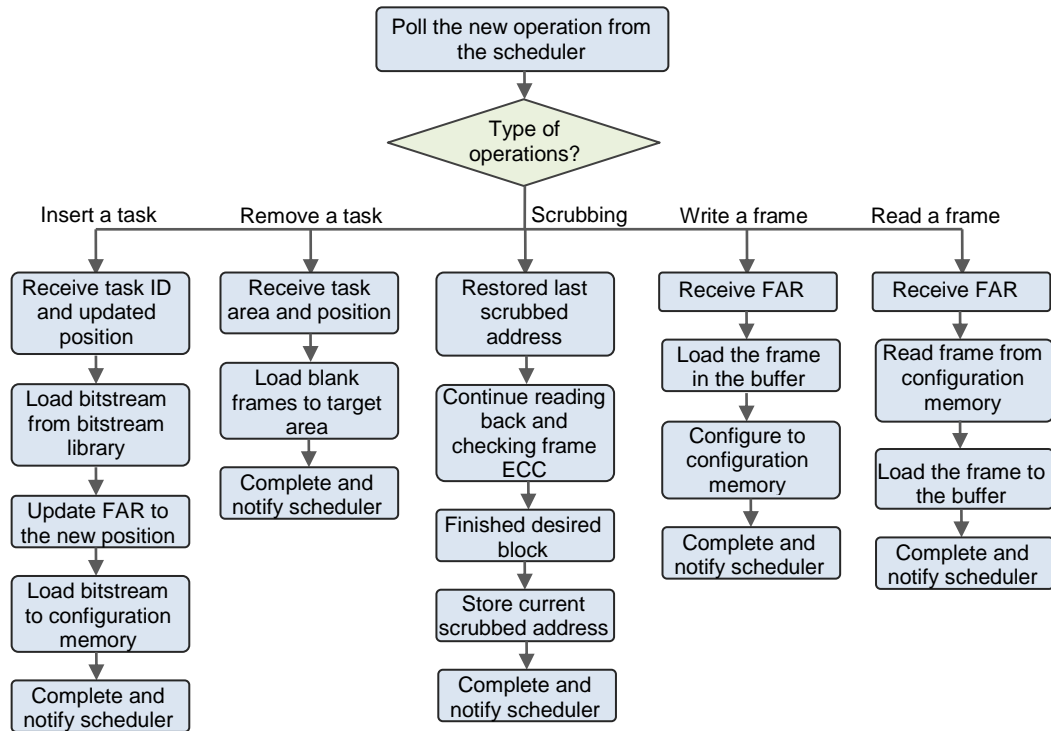 Poll the new operation from
the scheduler
Type of
operations?
Insert a task
Remove a task
Scrubbing
Write a frame
Read a frame
Receive task ID
and updated
position
Load bitstream
from bitstream
library
Update FAR to
the new position
Load bitstream
to configuration
memory
Complete and
notify scheduler
Receive task
area and position
Load blank
frames to target
area
Complete and
notify scheduler
Restored last
scrubbed
address
Continue reading
back and
checking frame
ECC
Finished desired
block
Store current
scrubbed address
Complete and
notify scheduler
Receive FAR
Load the frame
in the buffer
Configure to
configuration
memory
Complete and
notify scheduler
Receive FAR
Read frame from
configuration
memory
Load the frame to
the buffer
Complete and
notify scheduler